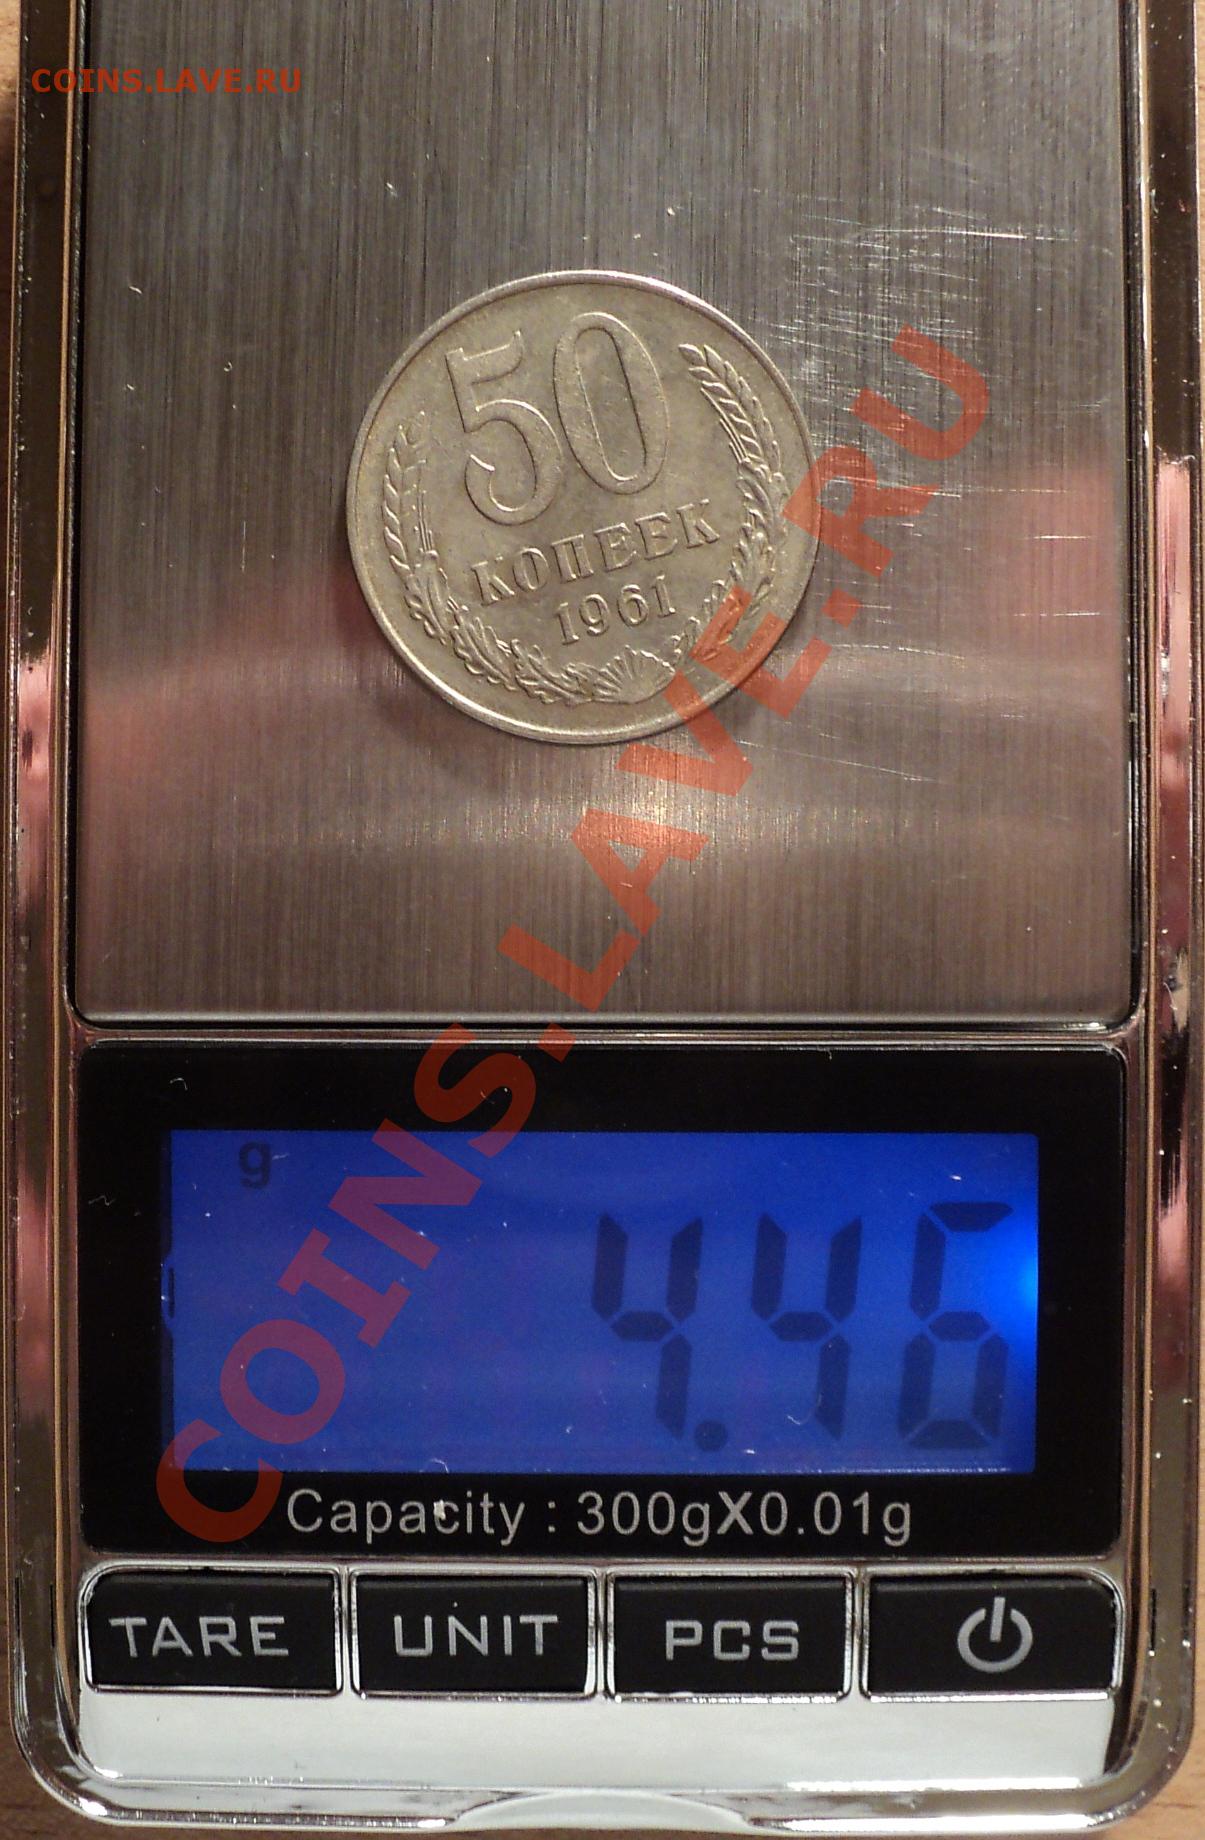 COINS.LAVE.RU
50
КОПЕЕК
1961
COINS.LAVE.RU
g
4.46
Capacity : 300gX0.01g
TARE UNIT PCS